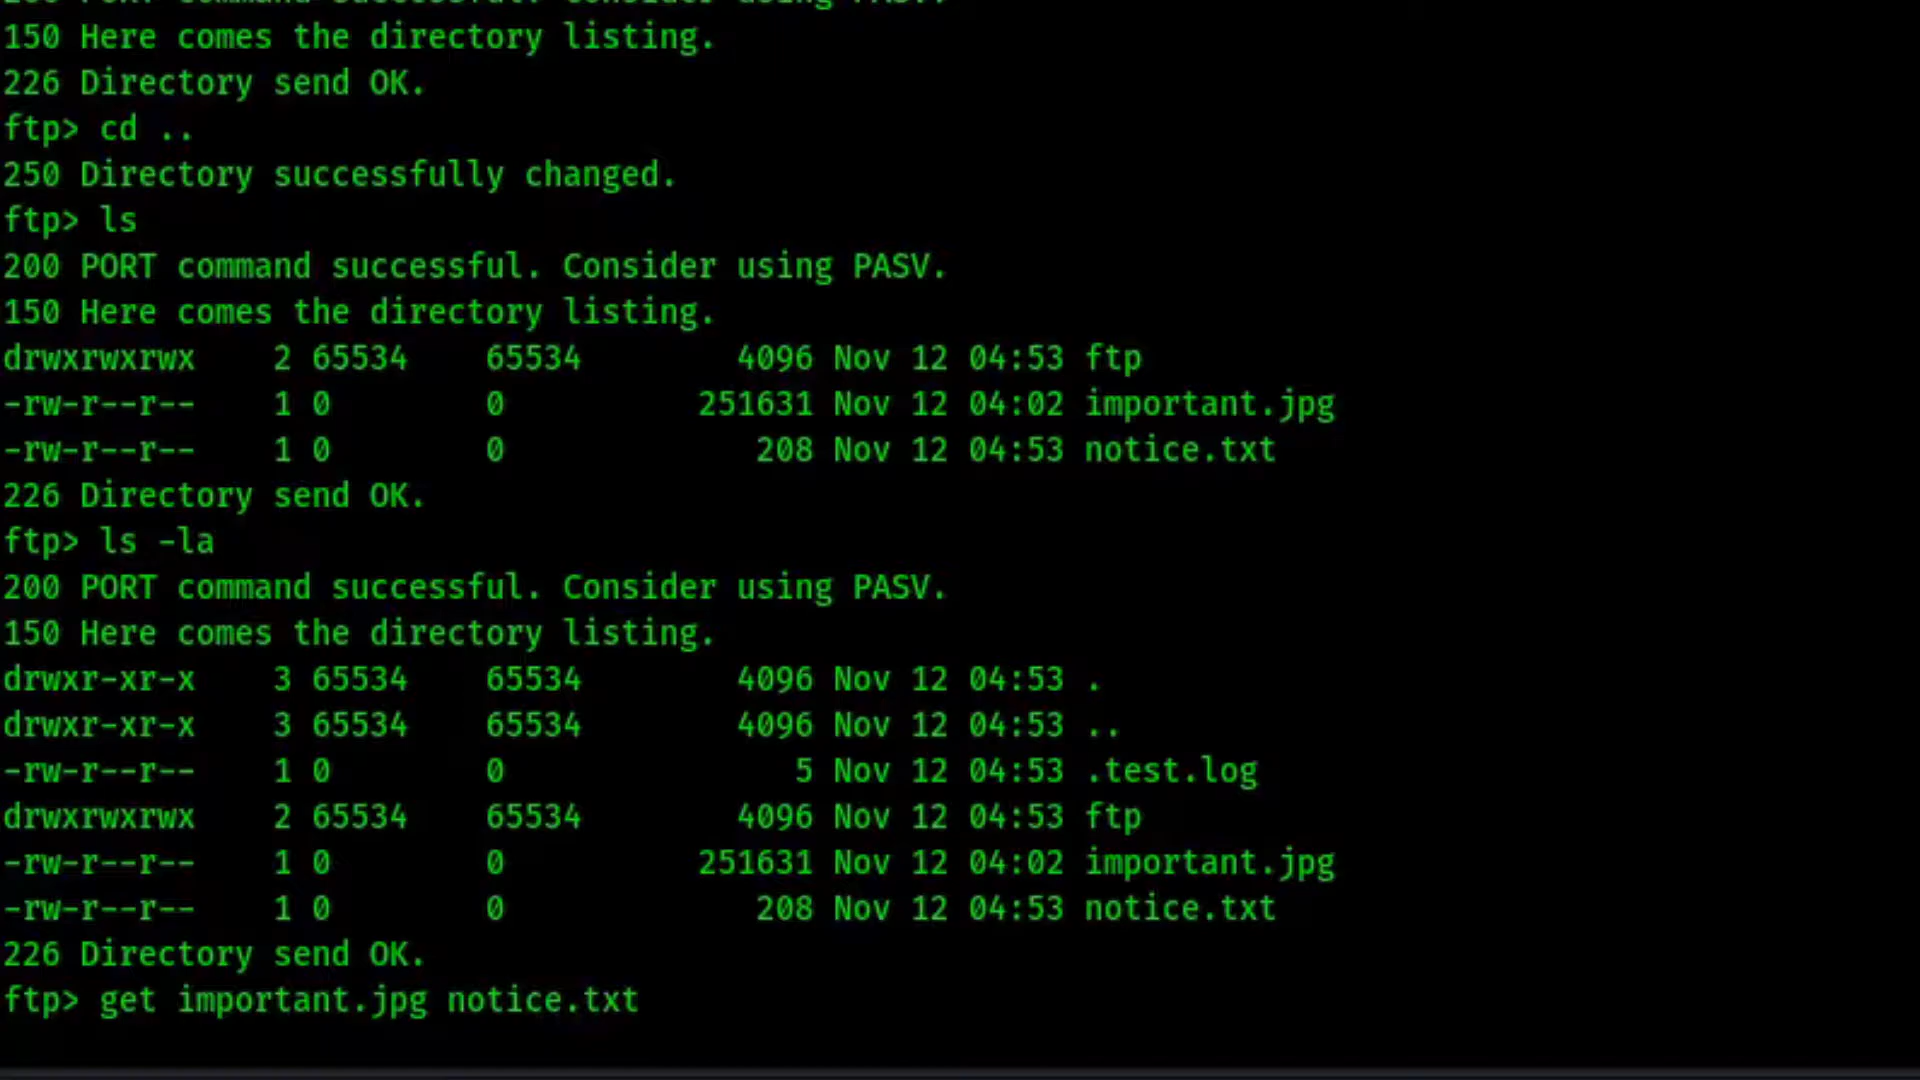 200 PORT command successful. Consider using PASV.
150 Here comes the directory listing.
226 Directory send OK.
ftp> cd ..
250 Directory successfully changed.
ftp> ls
200 PORT command successful. Consider using PASV.
150 Here comes the directory listing.
drwxrwxrwx    2 65534    65534        4096 Nov 12 04:53 ftp
-rw-r--r--    1 0        0          251631 Nov 12 04:02 important.jpg
-rw-r--r--    1 0        0             208 Nov 12 04:53 notice.txt
226 Directory send OK.
ftp> ls -la
200 PORT command successful. Consider using PASV.
150 Here comes the directory listing.
drwxr-xr-x    3 65534    65534        4096 Nov 12 04:53 .
drwxr-xr-x    3 65534    65534        4096 Nov 12 04:53 ..
-rw-r--r--    1 0        0               5 Nov 12 04:53 .test.log
drwxrwxrwx    2 65534    65534        4096 Nov 12 04:53 ftp
-rw-r--r--    1 0        0          251631 Nov 12 04:02 important.jpg
-rw-r--r--    1 0        0             208 Nov 12 04:53 notice.txt
226 Directory send OK.
ftp> get important.jpg notice.txt